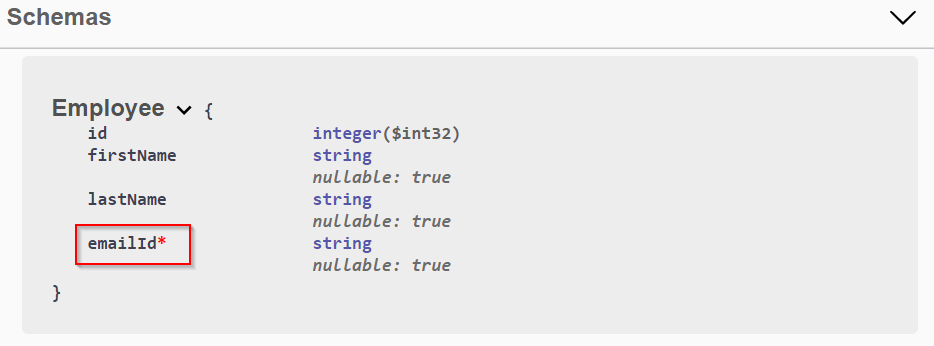 Schemas
Employee {
id integer($int32)
firstName string
nullable: true
lastName string
nullable: true
emailId* string
nullable: true
}